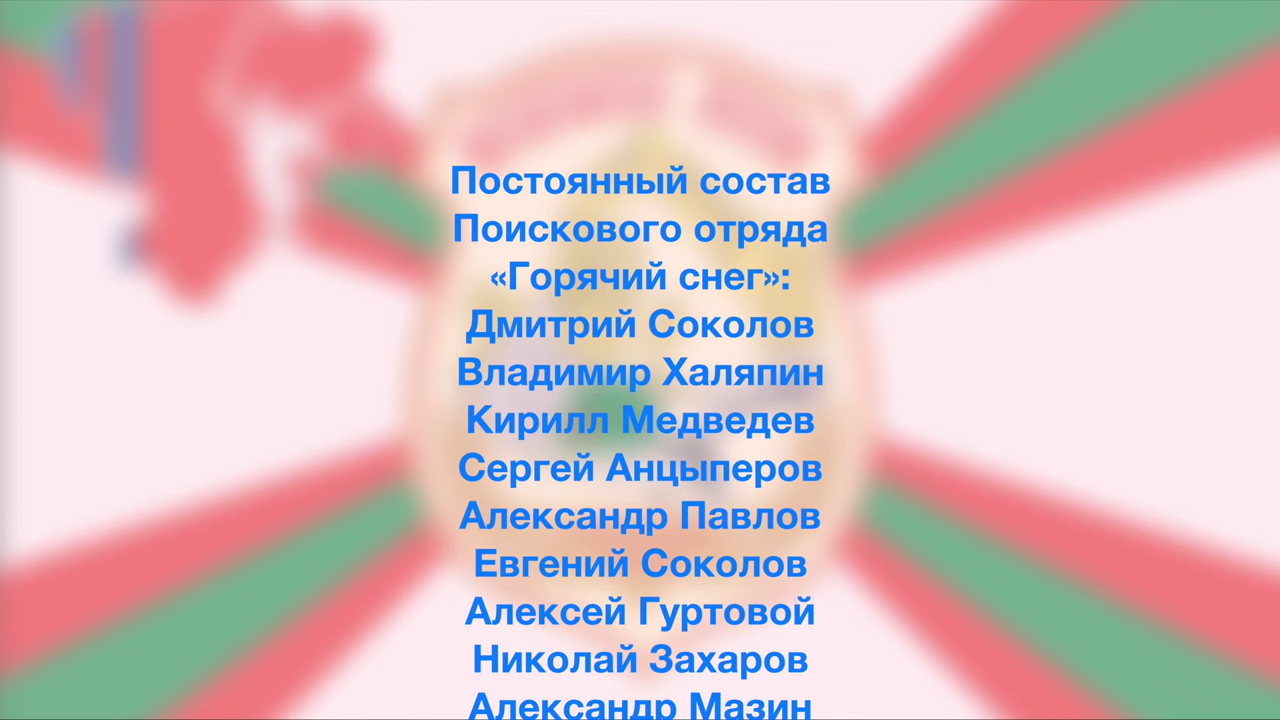 Постоянный состав
Поискового отряда
«Горячий снег»:
Дмитрий Соколов
Владимир Халяпин
Кирилл Медведев
Сергей Анцыперов
Александр Павлов
Евгений Соколов
Алексей Гуртовой
Николай Захаров
Александр Мазин